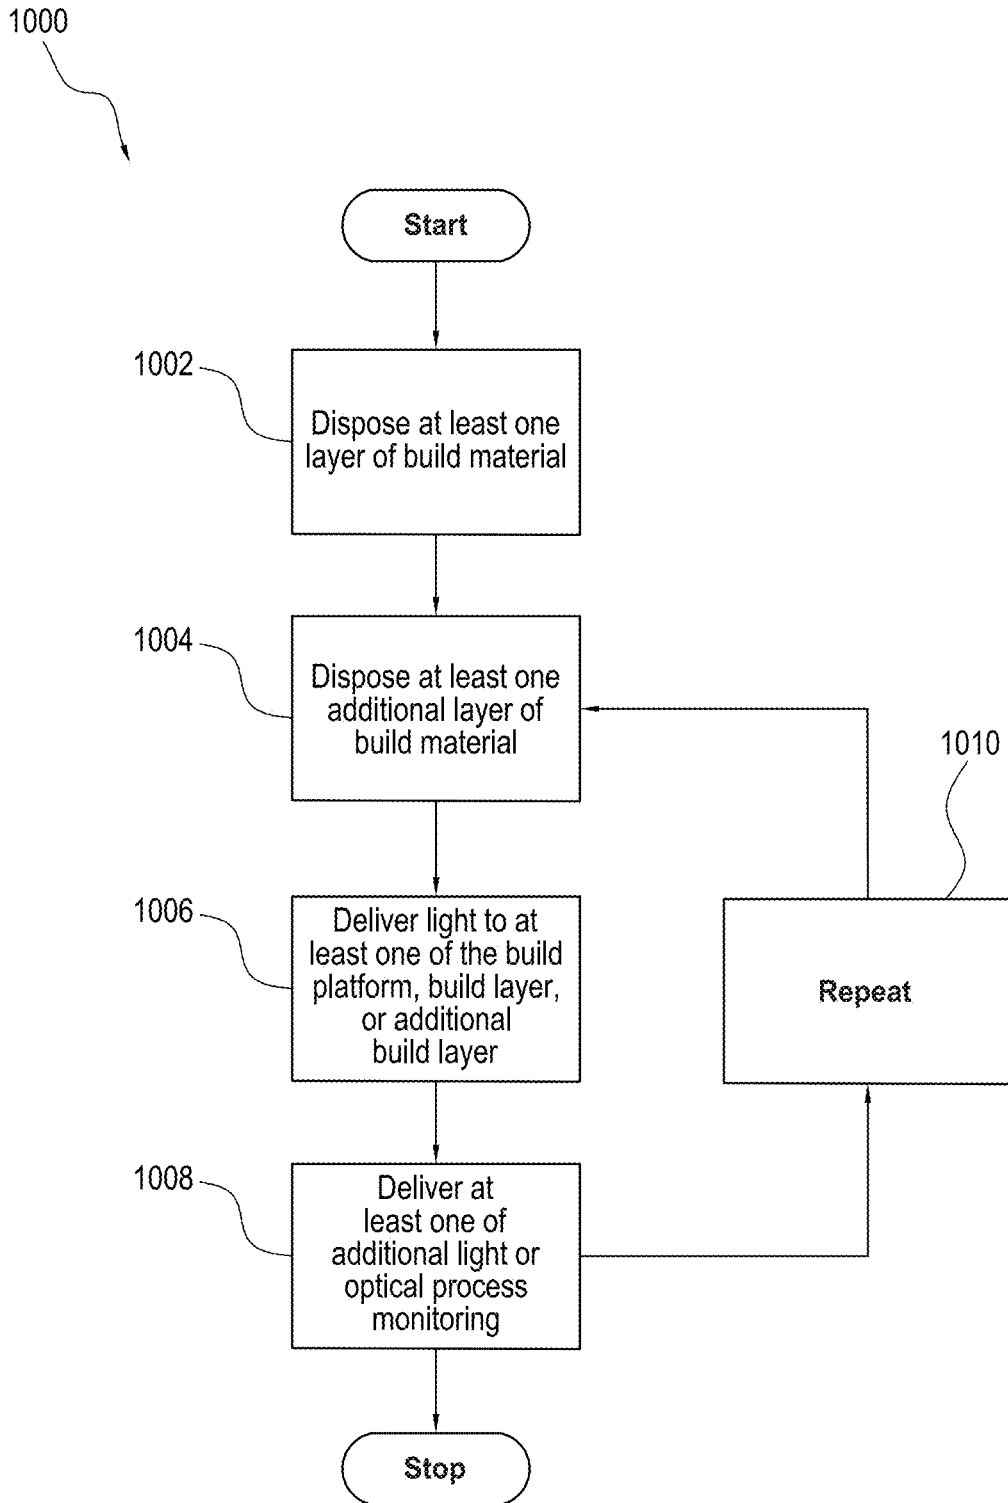 1000
Start
1002
Dispose at least one
layer of build material
1004
Dispose at least one
additional layer of
build material
1010
1006
Deliver light to at
least one of the build
platform, build layer,
or additional
build layer
Repeat
1008
Deliver at
least one of
additional light or
optical process
monitoring
Stop